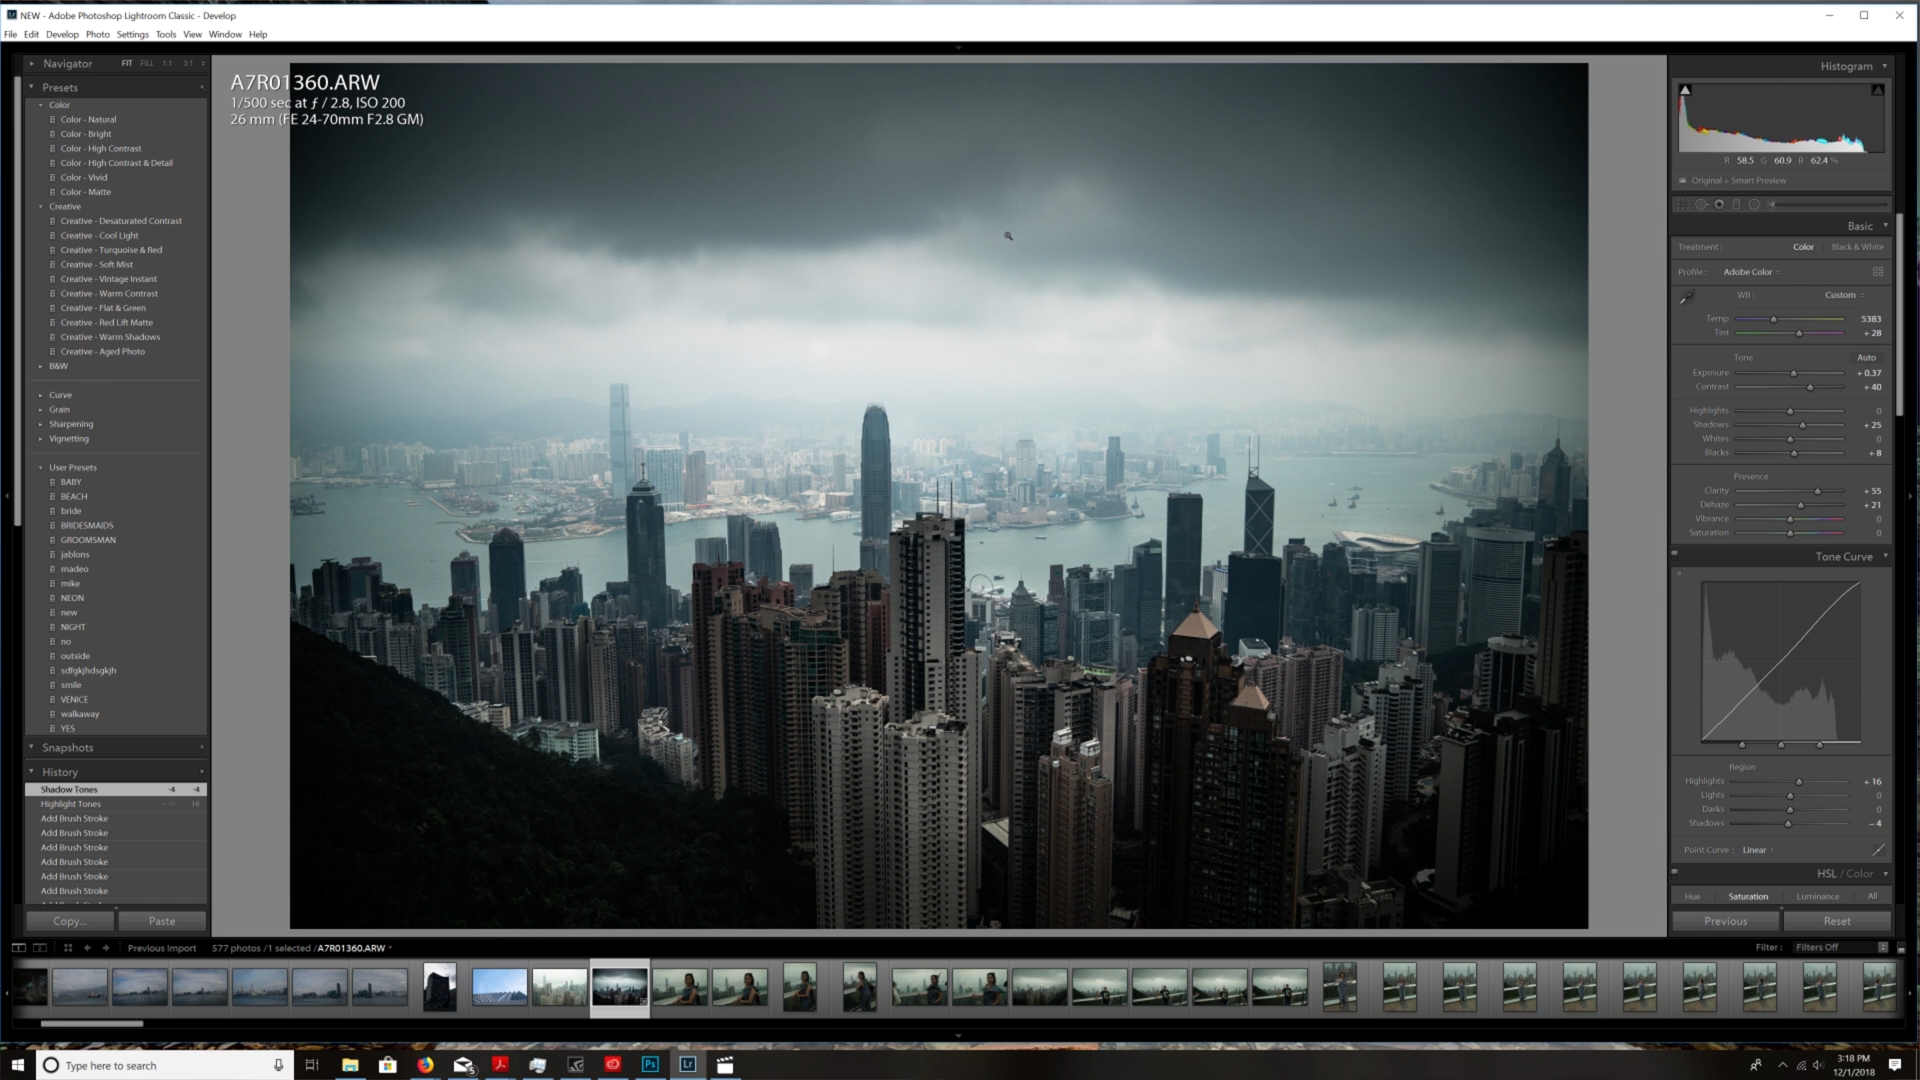 NEW - Adobe Photoshop Lightroom Classic - Develop
File Edit Develop Photo Settings Tools View Window Help
Navigator FIT FILL 1:1 3:1
Presets
Color
Color - Natural
Color - Bright
Color - High Contrast
Color - High Contrast & Detail
Color - Vivid
Color - Matte
Creative
Creative - Desaturated Contrast
Creative - Cool Light
Creative - Turquoise & Red
Creative - Soft Mist
Creative - Vintage Instant
Creative - Warm Contrast
Creative - Flat & Green
Creative - Red Lift Matte
Creative - Warm Shadows
Creative - Aged Photo
B&W
Curve
Grain
Sharpening
Vignetting
User Presets
BABY
BEACH
bride
BRIDESMAIDS
GROOMSMAN
jablons
madeo
mike
NEON
new
NIGHT
no
outside
sdfgkjhdsgkjh
smile
VENICE
walkaway
YES
Snapshots
History
Shadow Tones -4 -4
Highlight Tones +16 16
Add Brush Stroke
Add Brush Stroke
Add Brush Stroke
Add Brush Stroke
Add Brush Stroke
Add Brush Stroke
Copy... Paste
A7R01360.ARW
1/500 sec at ƒ / 2.8, ISO 200
26 mm (FE 24-70mm F2.8 GM)
Histogram
R 58.5 G 60.9 B 62.4 %
Original + Smart Preview
Basic
Treatment : Color Black & White
Profile : Adobe Color
WB : Custom
Temp 5383
Tint + 28
Tone Auto
Exposure + 0.37
Contrast + 40
Highlights 0
Shadows + 25
Whites 0
Blacks + 8
Presence
Clarity + 55
Dehaze + 21
Vibrance 0
Saturation 0
Tone Curve
Region
Highlights + 16
Lights 0
Darks 0
Shadows - 4
Point Curve : Linear
HSL / Color
Hue Saturation Luminance All
Previous Reset
1 2 Previous Import 577 photos / 1 selected / A7R01360.ARW Filter : Filters Off
Type here to search
5
Ps
Lr
3:18 PM
12/1/2018